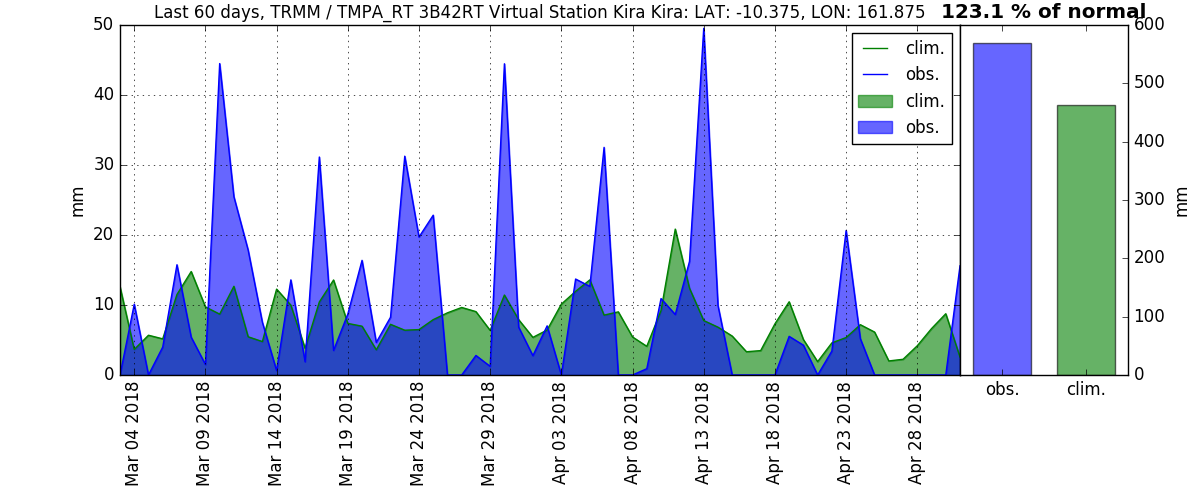 Last 60 days, TRMM / TMPA_RT 3B42RT Virtual Station Kira Kira: LAT: -10.375, LON: 161.875 123.1 % of normal
50
40
30
20
10
0
mm
clim.
obs.
clim.
obs.
600
500
400
300
200
100
0
mm
Mar 04 2018
Mar 09 2018
Mar 14 2018
Mar 19 2018
Mar 24 2018
Mar 29 2018
Apr 03 2018
Apr 08 2018
Apr 13 2018
Apr 18 2018
Apr 23 2018
Apr 28 2018
obs.
clim.